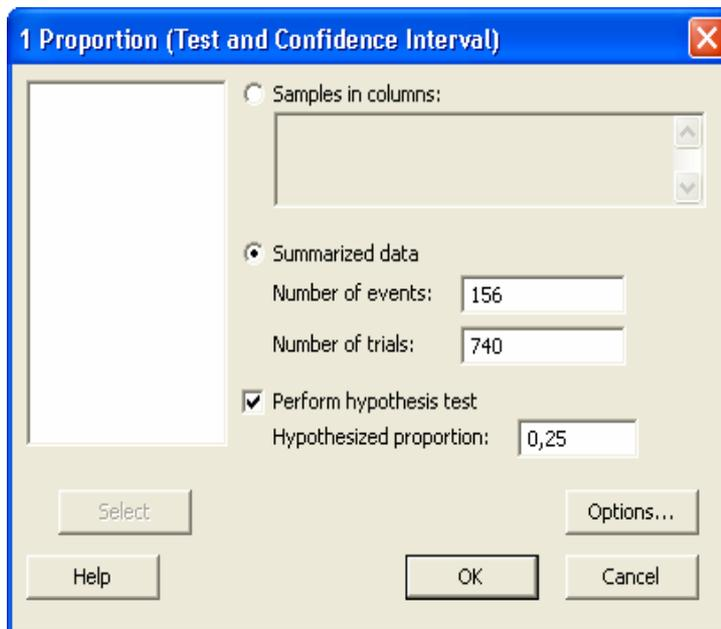 1 Proportion (Test and Confidence Interval)
Samples in columns:
Summarized data
Number of events: 156
Number of trials: 740
Perform hypothesis test
Hypothesized proportion: 0,25
Select
Options...
Help
OK
Cancel